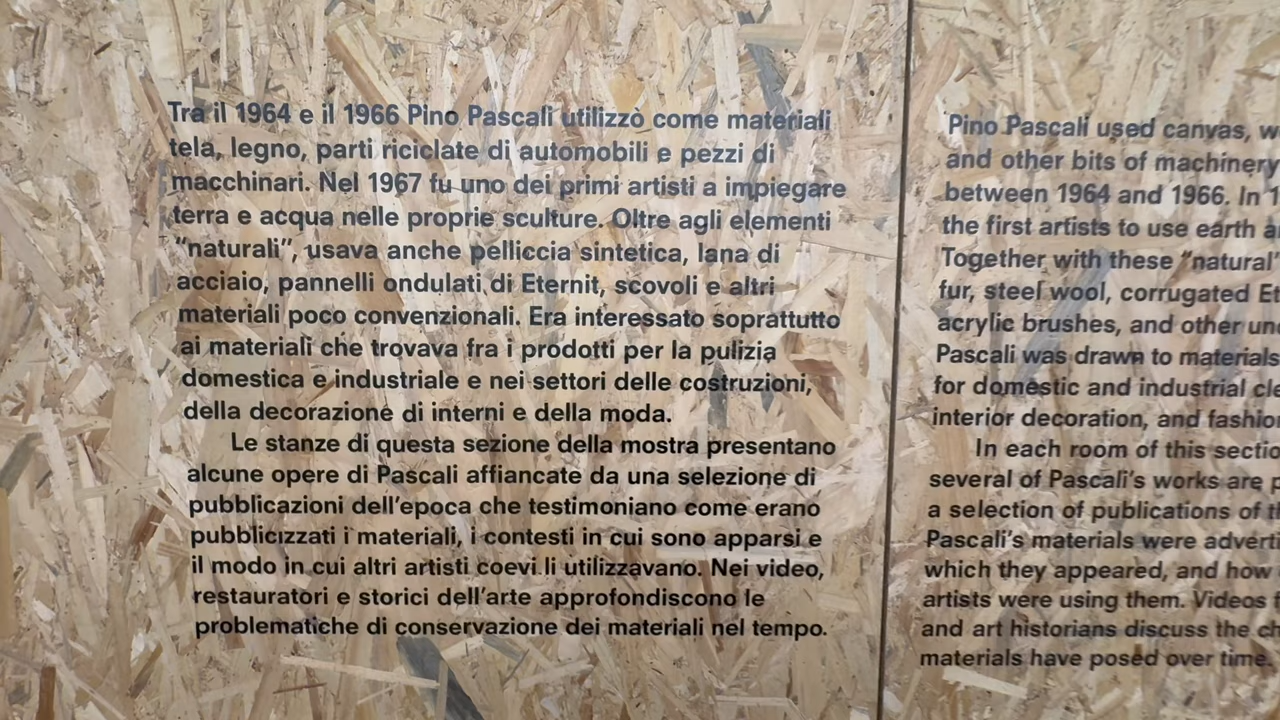 Tra il 1964 e il 1966 Pino Pascali utilizzò come materiali
tela, legno, parti riciclate di automobili e pezzi di
macchinari. Nel 1967 fu uno dei primi artisti a impiegare
terra e acqua nelle proprie sculture. Oltre agli elementi
“naturali”, usava anche pelliccia sintetica, lana di
acciaio, pannelli ondulati di Eternit, scovoli e altri
materiali poco convenzionali. Era interessato soprattutto
ai materiali che trovava fra i prodotti per la pulizia
domestica e industriale e nei settori delle costruzioni,
della decorazione di interni e della moda.
Le stanze di questa sezione della mostra presentano
alcune opere di Pascali affiancate da una selezione di
pubblicazioni dell’epoca che testimoniano come erano
pubblicizzati i materiali, i contesti in cui sono apparsi e
il modo in cui altri artisti coevi li utilizzavano. Nei video,
restauratori e storici dell’arte approfondiscono le
problematiche di conservazione dei materiali nel tempo.
Pino Pascali used canvas,
and other bits of machinery
between 1964 and 1966. In
the first artists to use earth
Together with these “natural”
fur, steel wool, corrugated
acrylic brushes, and other
Pascali was drawn to materials
for domestic and industrial
interior decoration, and
In each room of this
several of Pascali’s works are
a selection of publications of
Pascali’s materials were
which they appeared, and how
artists were using them. Videos
and art historians discuss the
materials have posed over time.